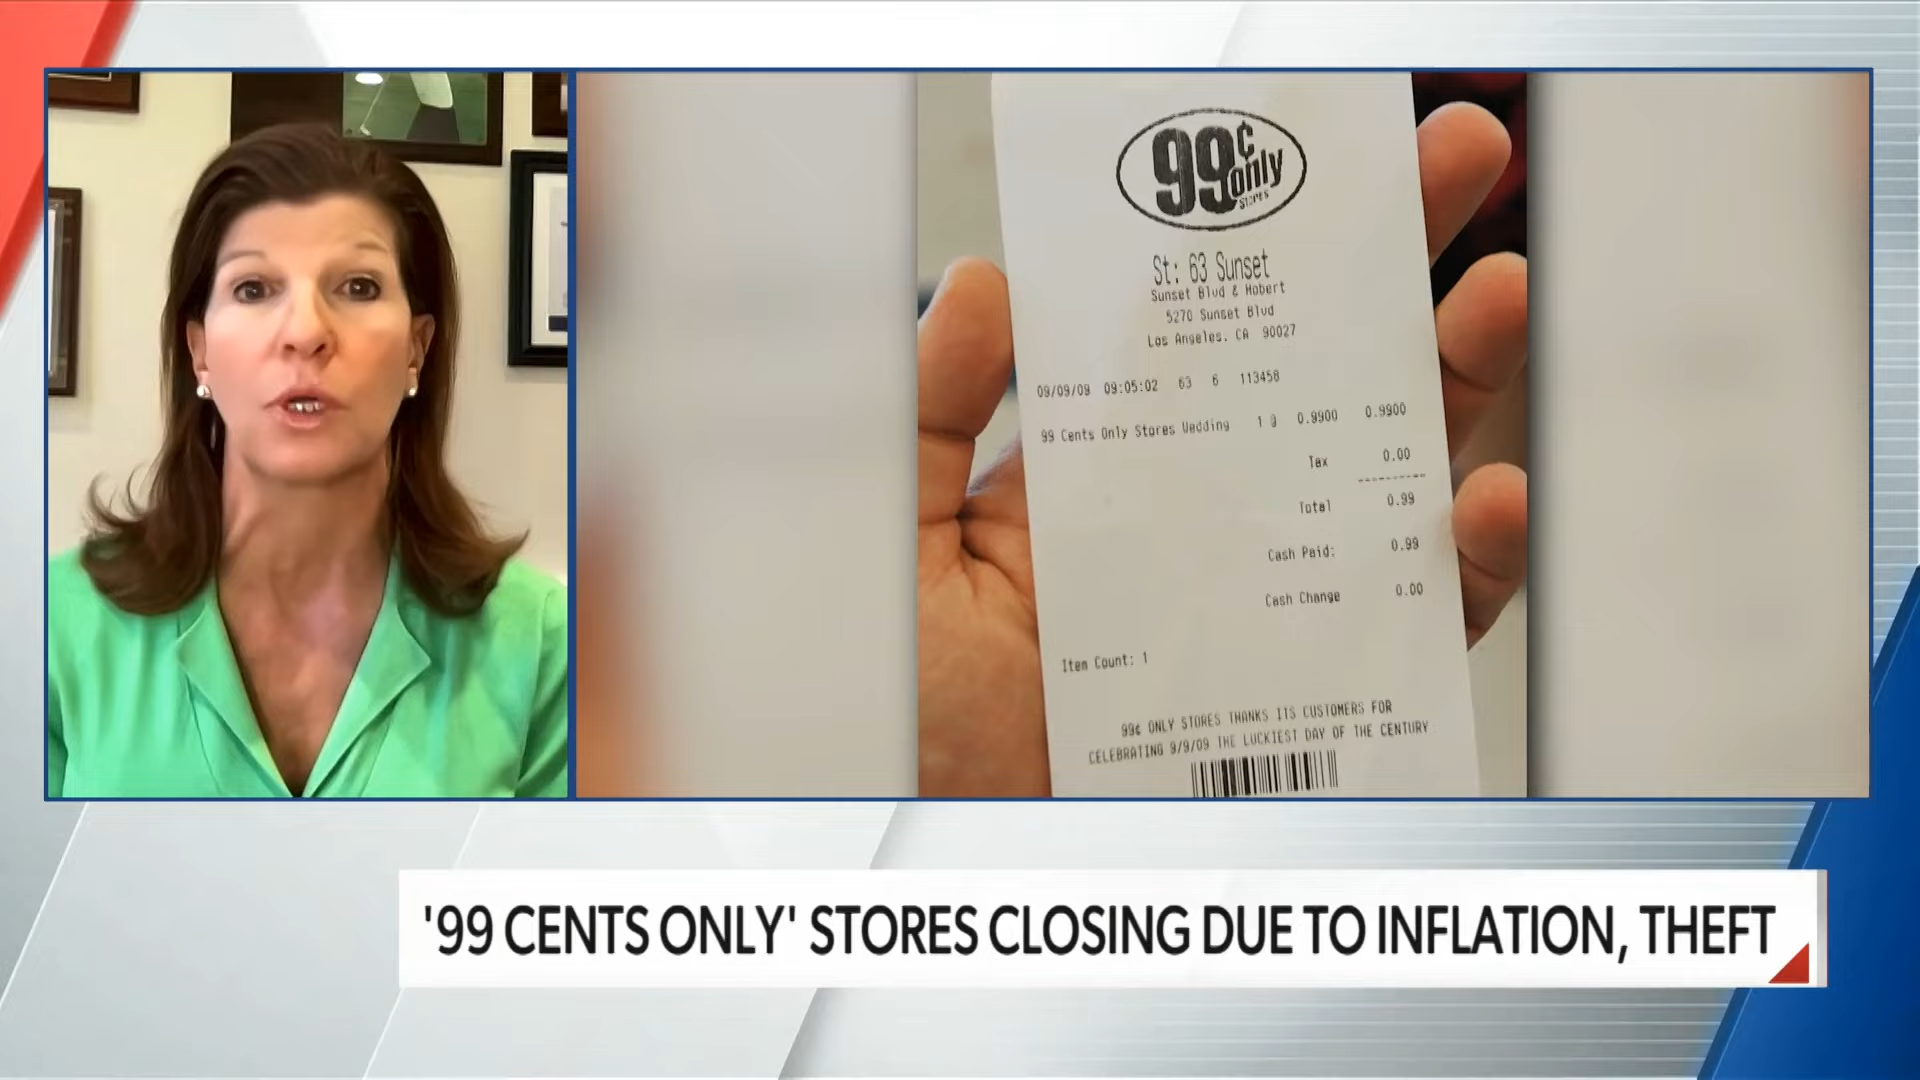 99¢ only
STORES
St: 63 Sunset
Sunset Blvd & Hobert
5270 Sunset Blvd
Los Angeles. CA 90027
09/09/09 09:05:02 63 6 113458
99 Cents Only Stores Wedding 1 @ 0.9900 0.9900
Tax 0.00
----------
Total 0.99
Cash Paid: 0.99
Cash Change 0.00
Item Count: 1
99¢ ONLY STORES THANKS ITS CUSTOMERS FOR
CELEBRATING 9/9/09 THE LUCKIEST DAY OF THE CENTURY
'99 CENTS ONLY' STORES CLOSING DUE TO INFLATION, THEFT